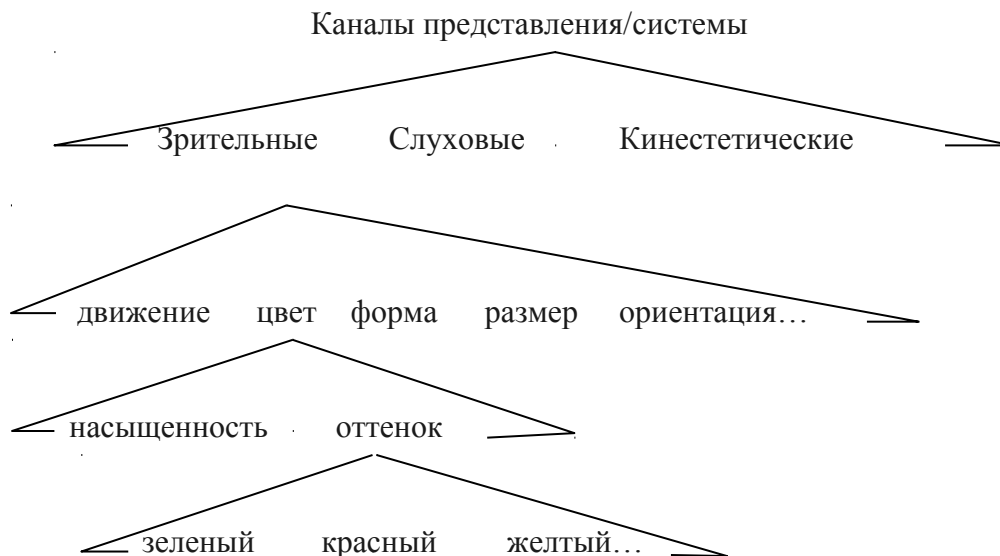 Каналы представления/системы
Зрительные Слуховые Кинестетические
движение цвет форма размер ориентация…
насыщенность оттенок
зеленый красный желтый…